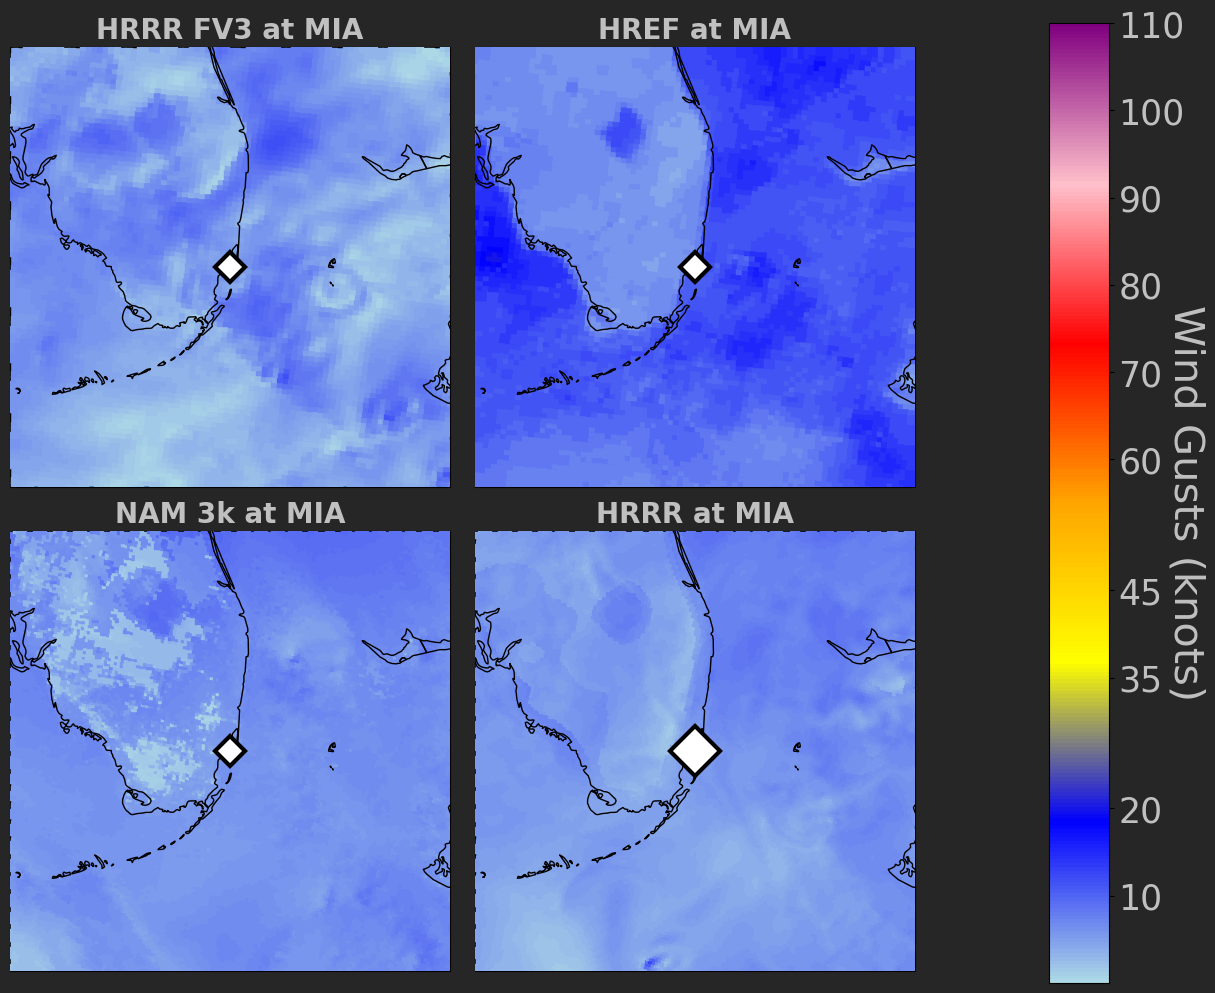 HRRR FV3 at MIA
HREF at MIA
NAM 3k at MIA
HRRR at MIA
110
100
90
80
70
60
45
35
20
10
Wind Gusts (knots)